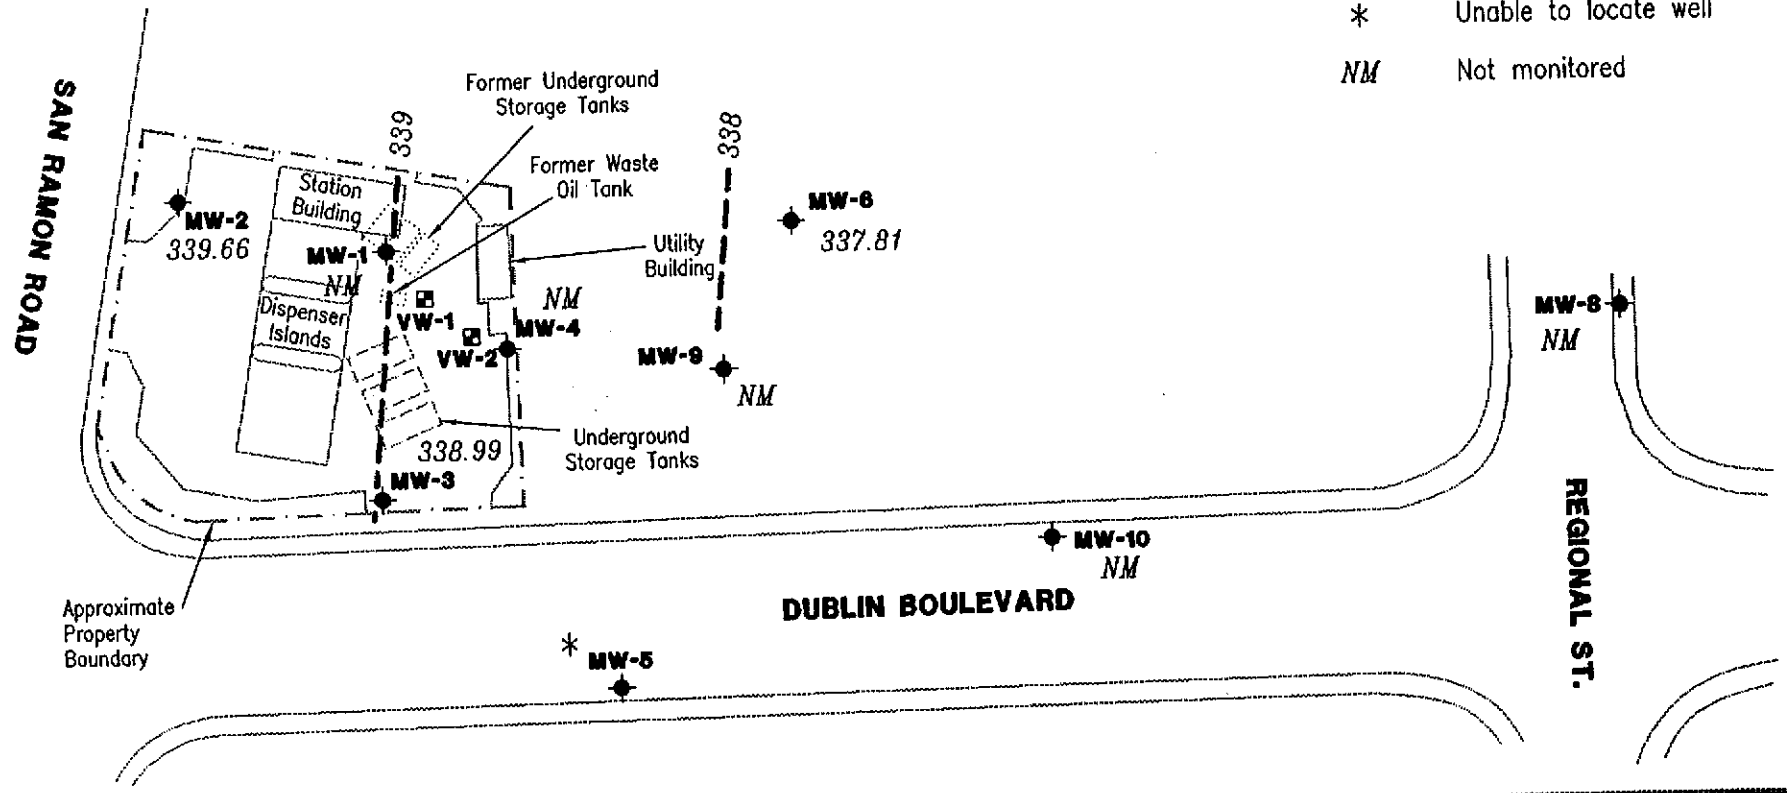 * Unable to locate well
NM Not monitored
SAN RAMON ROAD
Former Underground
Storage Tanks
339
338
Former Waste
Oil Tank
Station
Building
MW-2
339.66
MW-1
NM
Utility
Building
MW-6
337.81
Dispenser
Islands
VW-1
VW-2
NM
MW-4
MW-9
NM
MW-8
NM
338.99
Underground
Storage Tanks
MW-3
MW-10
NM
REGIONAL ST.
Approximate
Property
Boundary
DUBLIN BOULEVARD
* MW-5